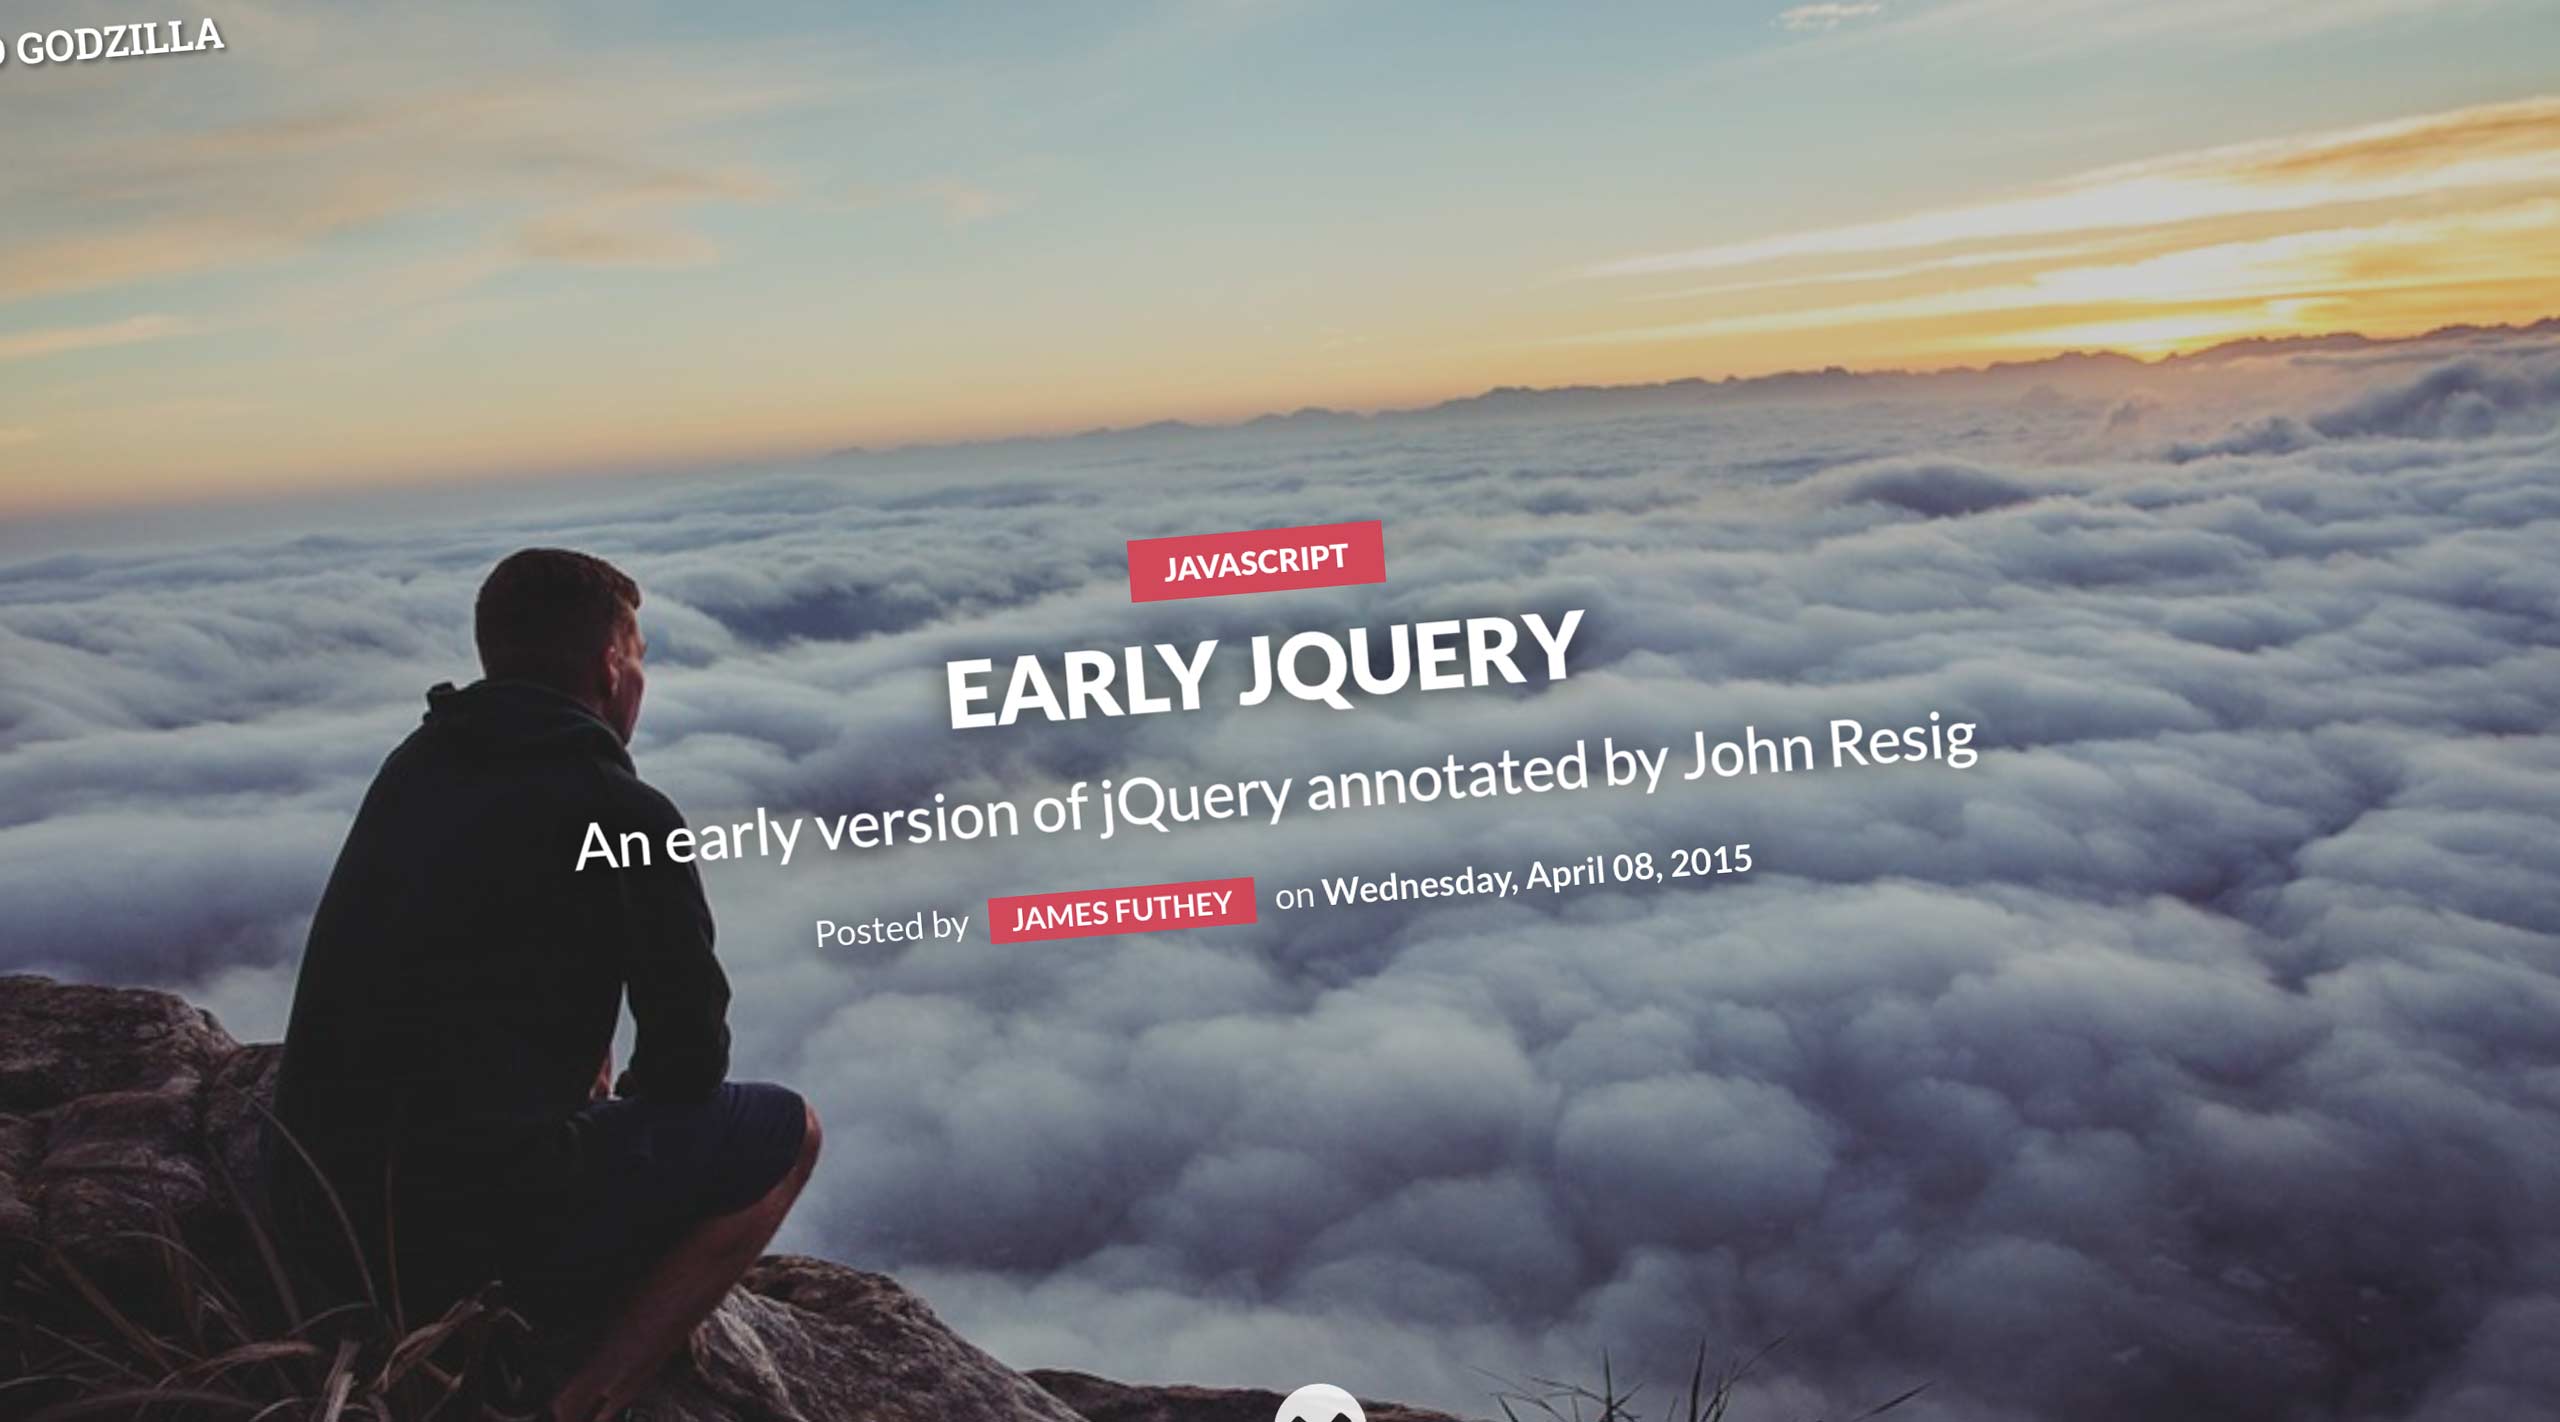 GODZILLA
JAVASCRIPT
EARLY JQUERY
An early version of jQuery annotated by John Resig
Posted by JAMES FUTHEY on Wednesday, April 08, 2015